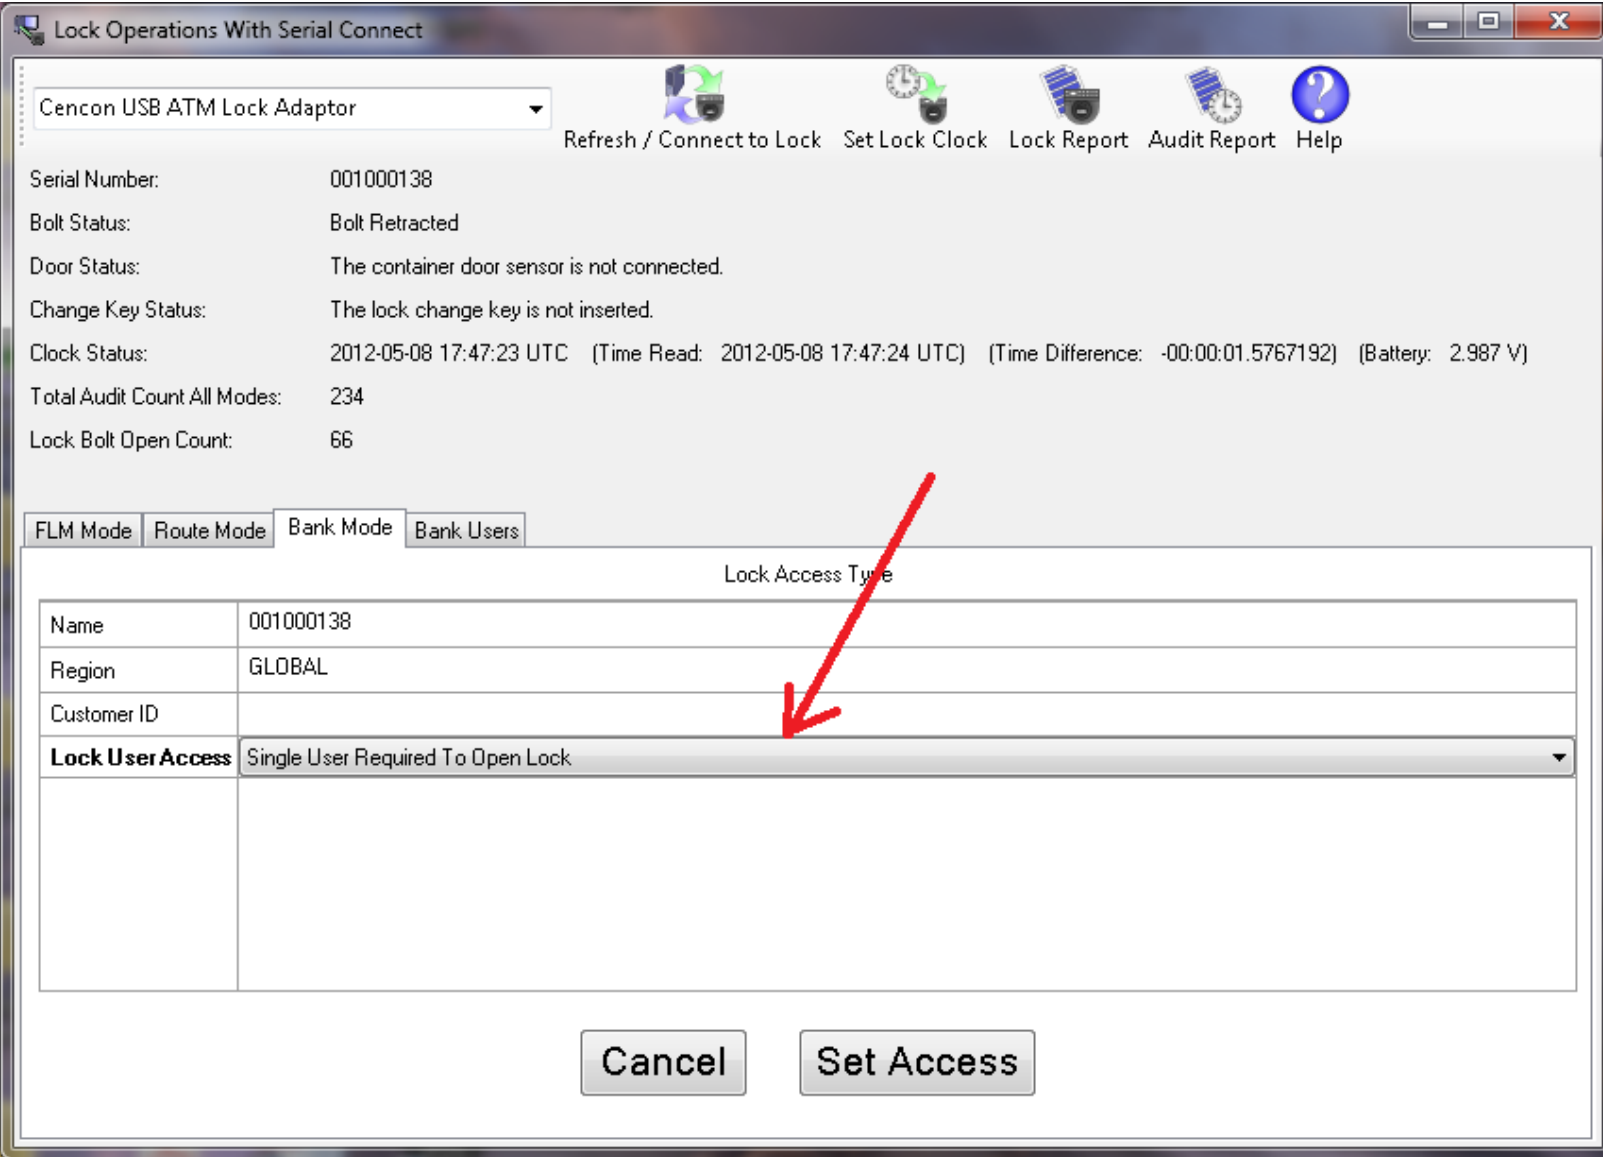 Lock Operations With Serial Connect
Cencon USB ATM Lock Adaptor
Refresh / Connect to Lock Set Lock Clock Lock Report Audit Report Help
Serial Number: 001000138
Bolt Status: Bolt Retracted
Door Status: The container door sensor is not connected.
Change Key Status: The lock change key is not inserted.
Clock Status: 2012-05-08 17:47:23 UTC (Time Read: 2012-05-08 17:47:24 UTC) (Time Difference: -00:00:01.5767192) (Battery: 2.987 V)
Total Audit Count All Modes: 234
Lock Bolt Open Count: 66
FLM Mode Route Mode Bank Mode Bank Users
Lock Access Type
Name 001000138
Region GLOBAL
Customer ID
Lock User Access Single User Required To Open Lock
Cancel Set Access